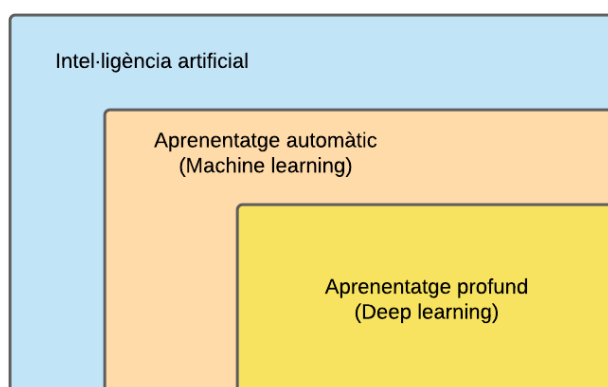 Intel·ligència artificial
Aprenentatge automàtic
(Machine learning)
Aprenentatge profund
(Deep learning)